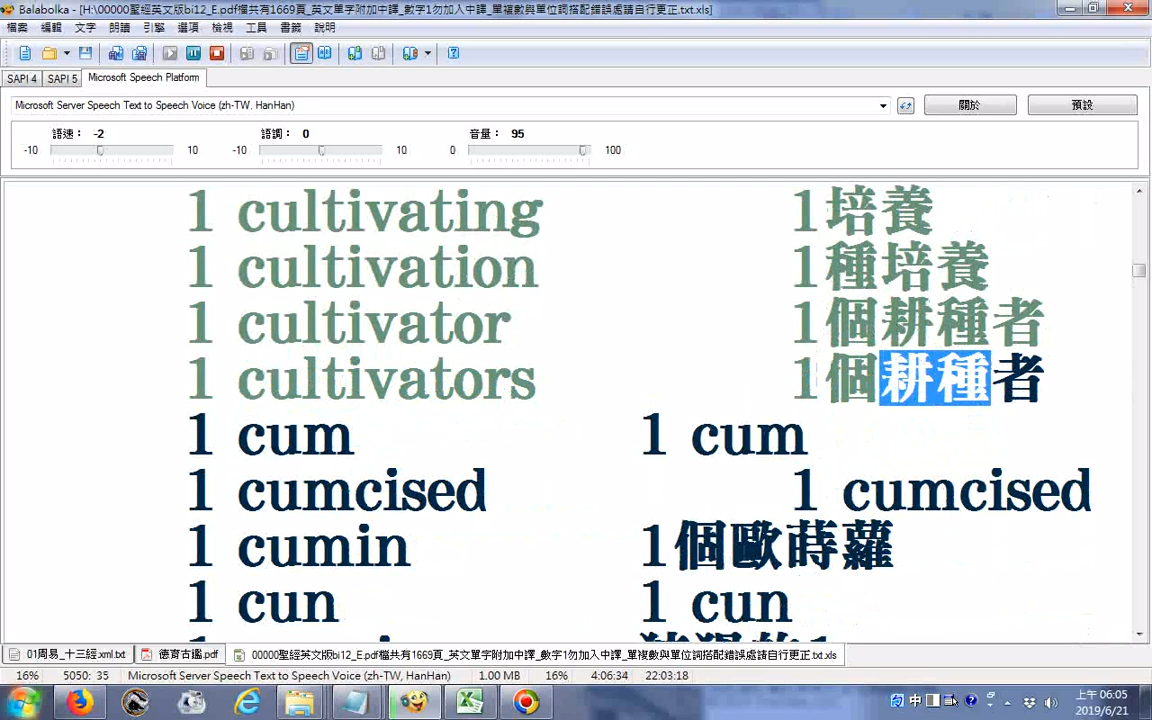 Balabolka - [H:\00000聖經英文版bi12_E.pdf檔共有1669頁_英文單字附加中譯_數字1勿加入中譯_單複數與單位詞搭配錯誤處請自行更正.txt.xls]
檔案 編輯 文字 朗讀 引擎 選項 檢視 工具 書籤 說明
SAPI 4 SAPI 5 Microsoft Speech Platform
Microsoft Server Speech Text to Speech Voice (zh-TW, HanHan) 關於 預設
語速： -2 語調： 0 音量： 95
-10 10 -10 10 0 100
1 cultivating 1培養
1 cultivation 1種培養
1 cultivator 1個耕種者
1 cultivators 1個耕種者
1 cum 1 cum
1 cumcised 1 cumcised
1 cumin 1個歐蒔蘿
1 cun 1 cun
01周易_十三經.xml.txt 德育古鑑.pdf 00000聖經英文版bi12_E.pdf檔共有1669頁_英文單字附加中譯_數字1勿加入中譯_單複數與單位詞搭配錯誤處請自行更正.txt.xls
16% 5050: 35 Microsoft Server Speech Text to Speech Voice (zh-TW, HanHan) 1.00 MB 16% 4:06:34 22:03:18
中 上午 06:05
2019/6/21